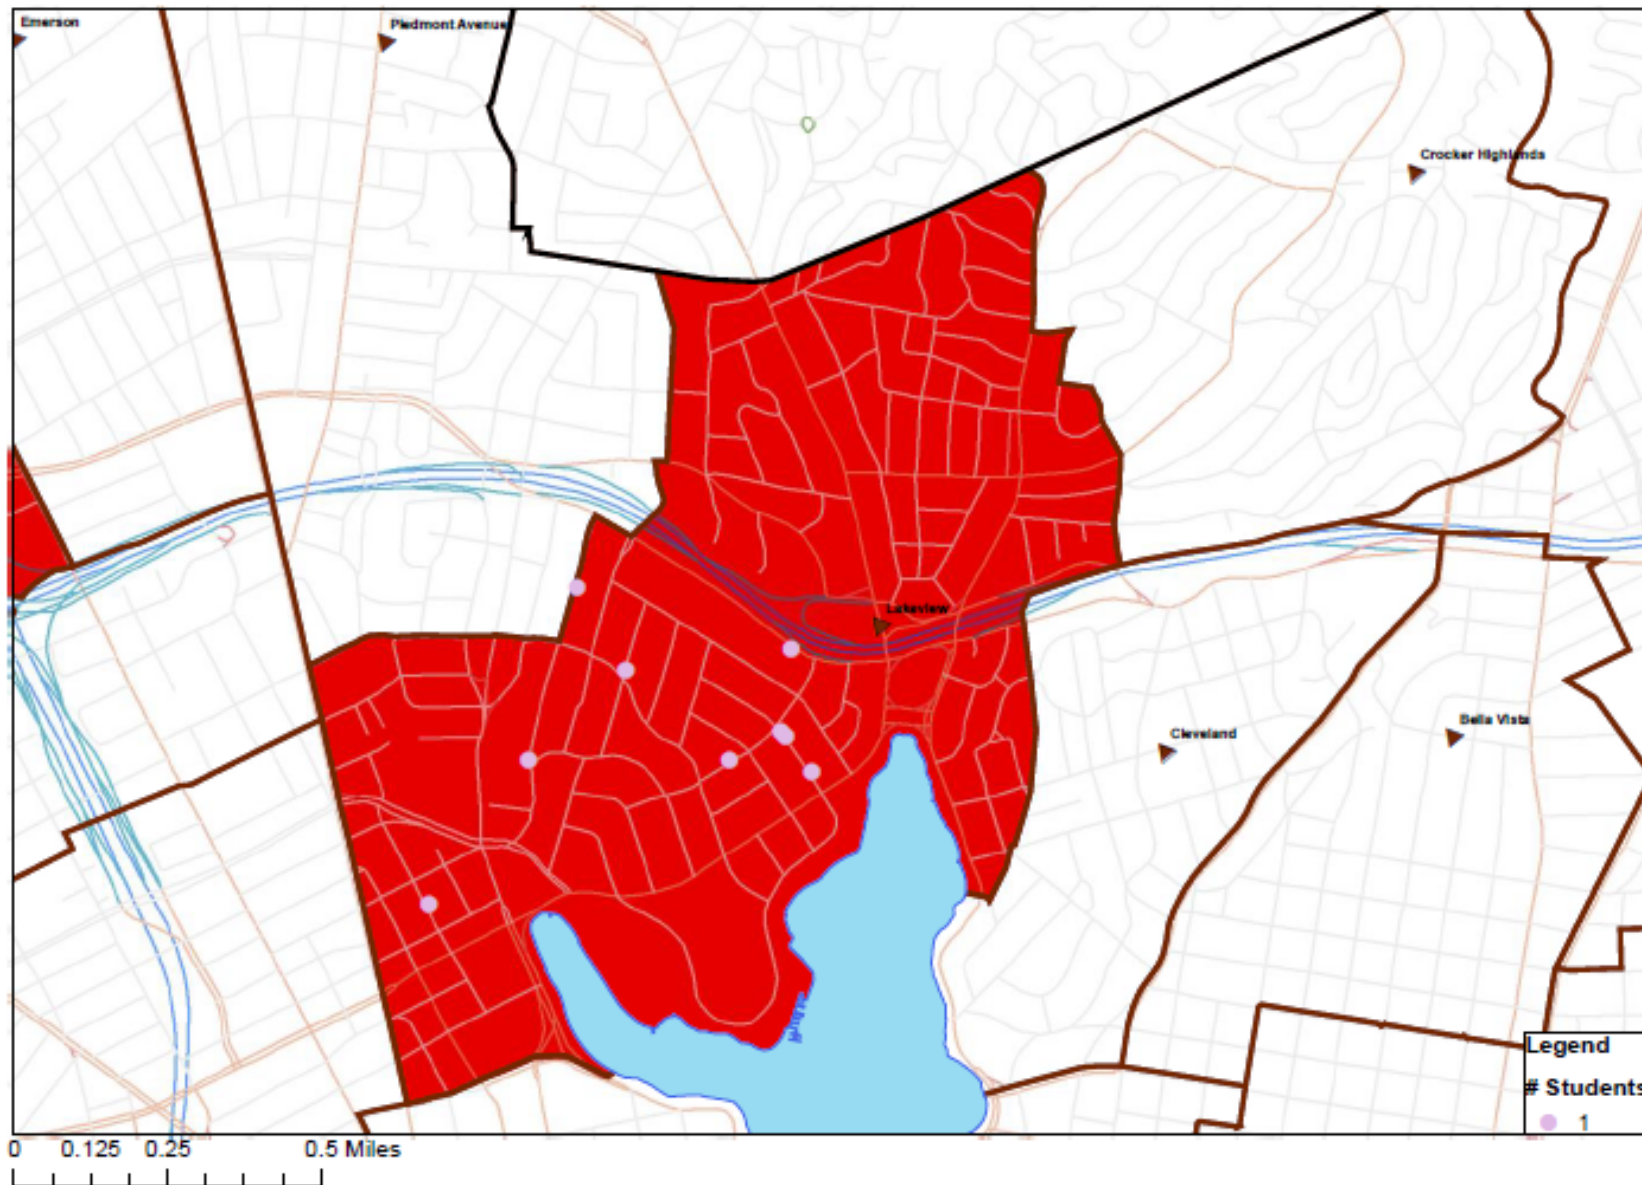 Emerson
Piedmont Avenue
Crocker Highlands
Lakeview
Cleveland
Bella Vista
Legend
# Students
1
0 0.125 0.25 0.5 Miles